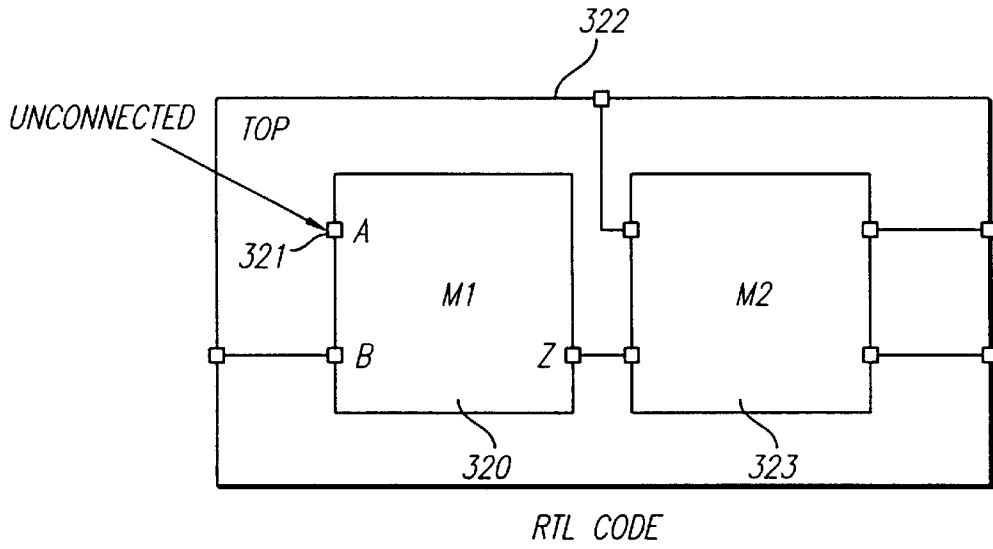 322
UNCONNECTED
TOP
A
321
M1
M2
B
Z
320
323
RTL CODE